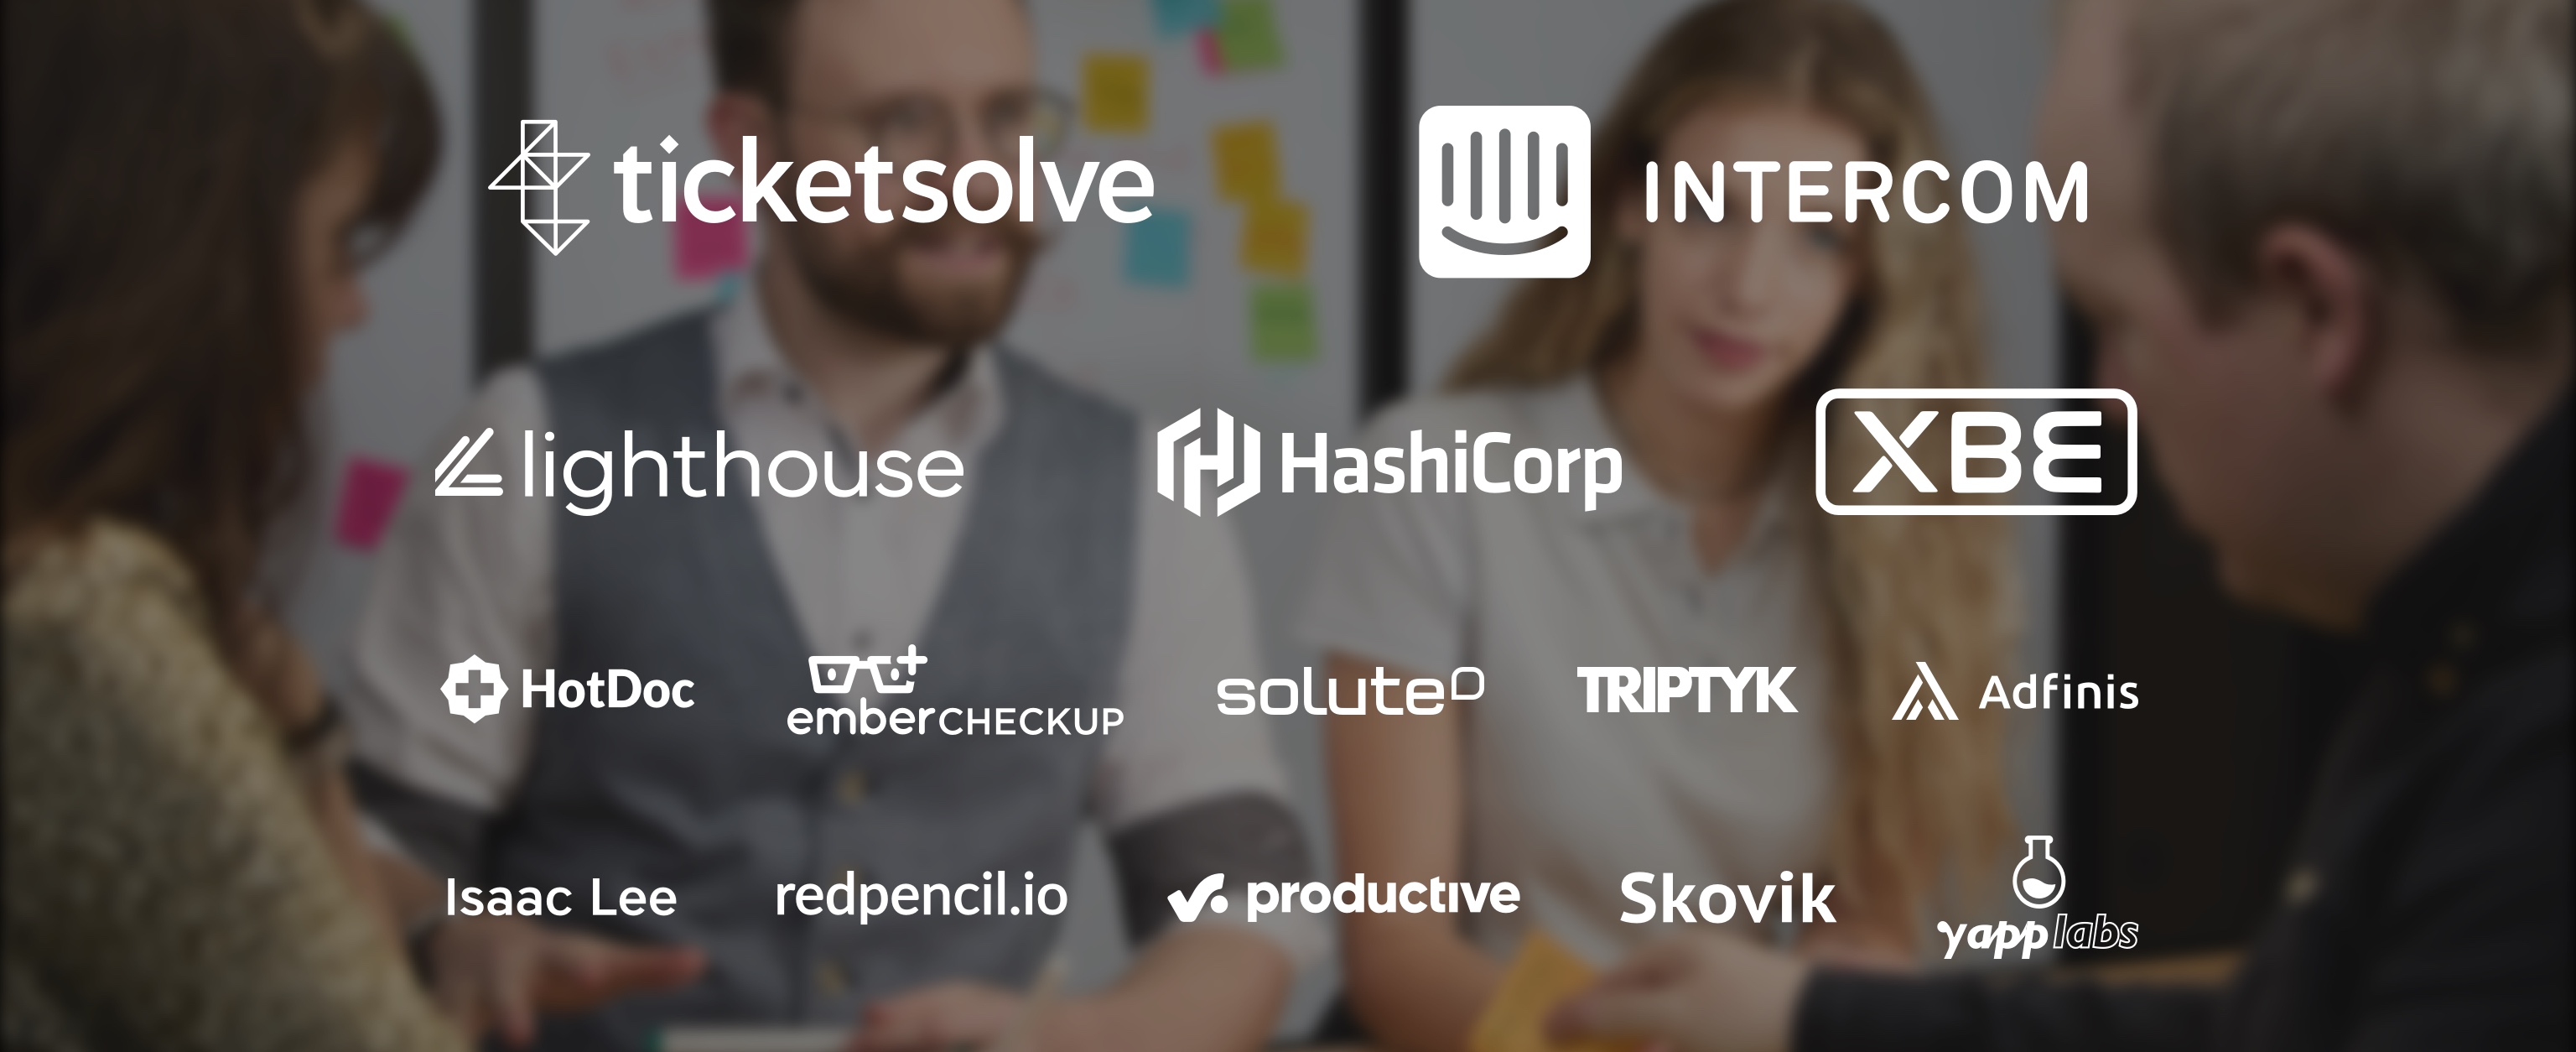 ticketsolve INTERCOM
lighthouse HashiCorp XBE
HotDoc emberCHECKUP solute TRIPTYK Adfinis
Isaac Lee redpencil.io productive Skovik yapp labs